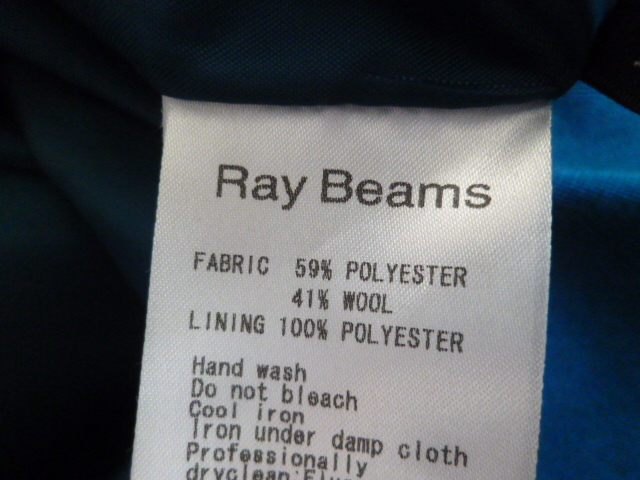 Ray Beams
FABRIC 59% POLYESTER
41% WOOL
LINING 100% POLYESTER
Hand wash
Do not bleach
Cool iron
Iron under damp cloth
Professionally
dryclean: